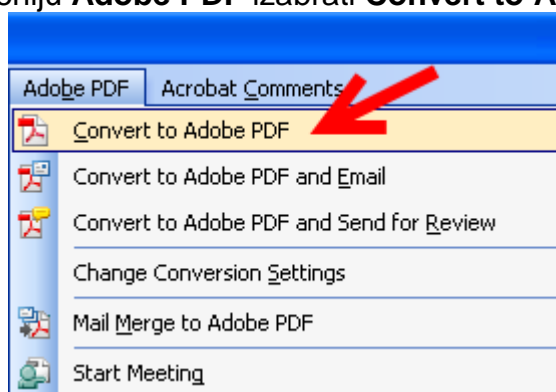 Adobe PDF izabrati Convert to A
Adobe PDF Acrobat Comments
Convert to Adobe PDF
Convert to Adobe PDF and Email
Convert to Adobe PDF and Send for Review
Change Conversion Settings
Mail Merge to Adobe PDF
Start Meeting